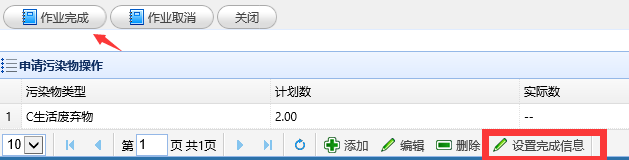 作业完成 作业取消 关闭
申请污染物操作
污染物类型 计划数 实际数
1 C生活废弃物 2.00 --
10 第 1 页 共1页 添加 编辑 删除 设置完成信息